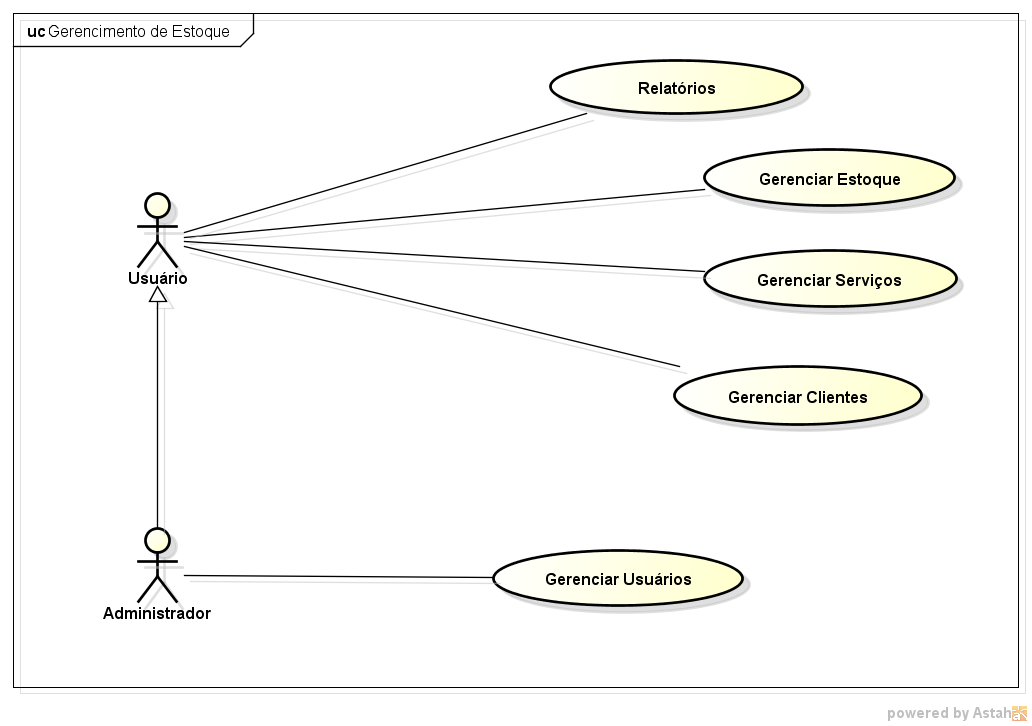 uc Gerencimento de Estoque
Relatórios
Gerenciar Estoque
Usuário
Gerenciar Serviços
Gerenciar Clientes
Gerenciar Usuários
Administrador
powered by Astah